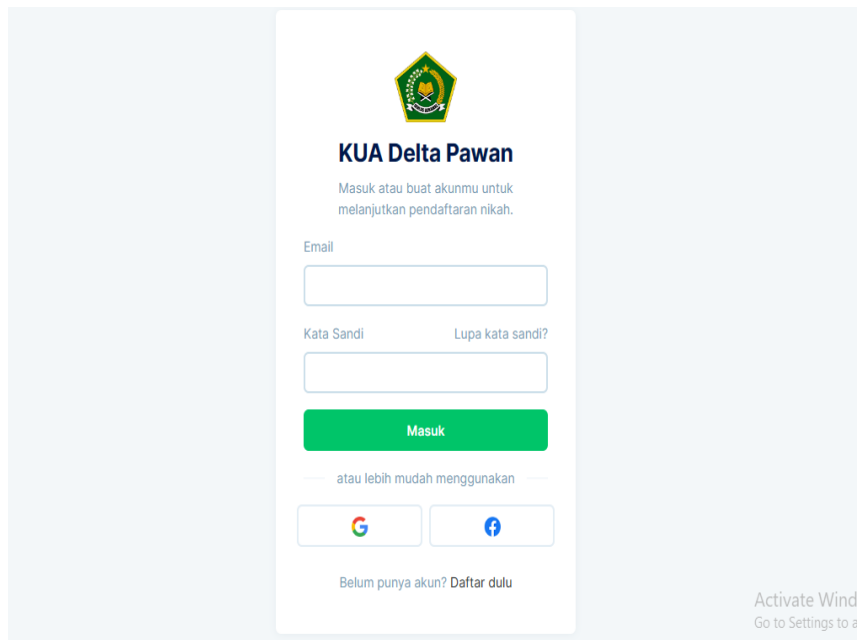 KUA Delta Pawan
Masuk atau buat akunmu untuk
melanjutkan pendaftaran nikah.
Email
Kata Sandi Lupa kata sandi?
Masuk
atau lebih mudah menggunakan
Belum punya akun? Daftar dulu
Activate Wind
Go to Settings to a